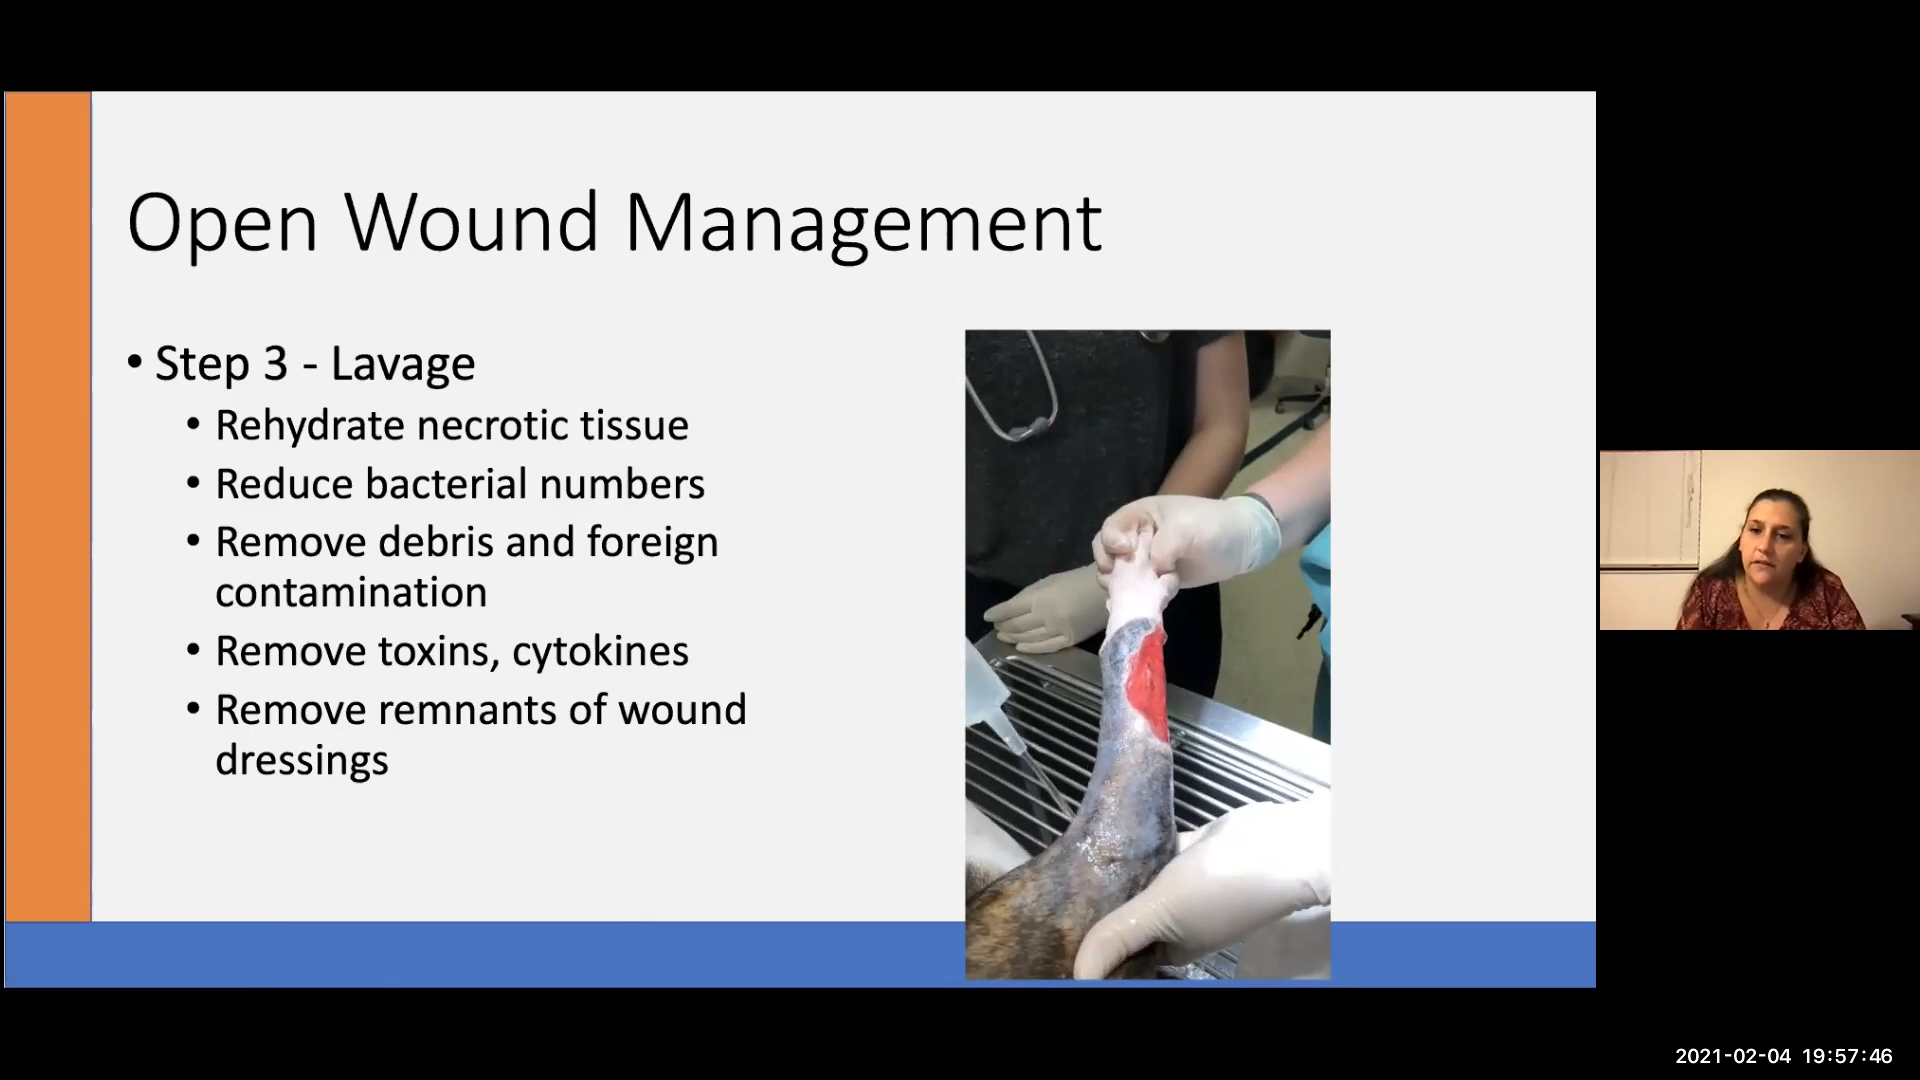 Open Wound Management
• Step 3 - Lavage
• Rehydrate necrotic tissue
• Reduce bacterial numbers
• Remove debris and foreign
contamination
• Remove toxins, cytokines
• Remove remnants of wound
dressings
2021-02-04 19:57:46